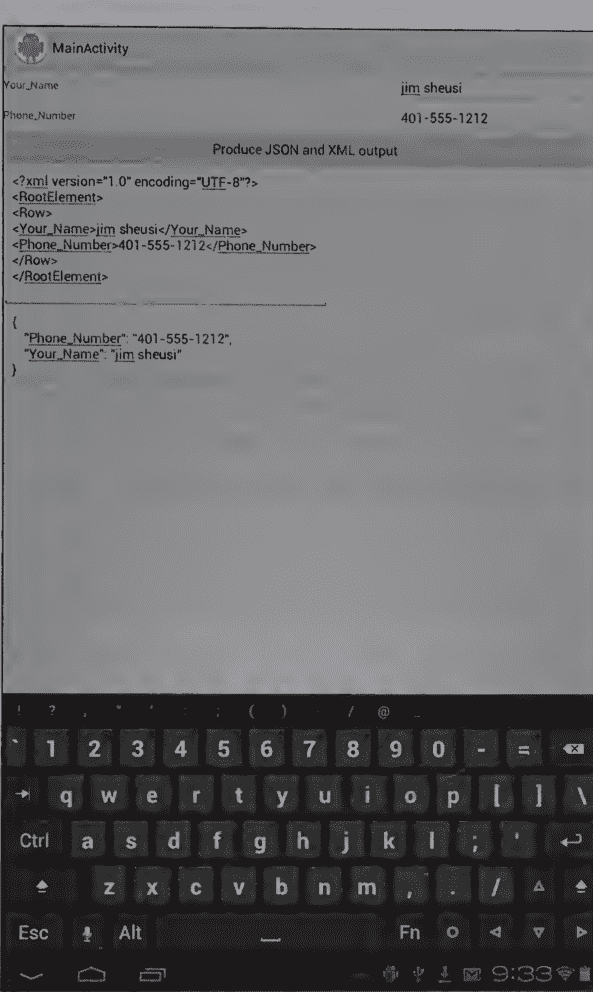 MainActivity
Your_Name jim sheusi
Phone_Number 401-555-1212
Produce JSON and XML output
<?xml version="1.0" encoding="UTF-8"?>
<RootElement>
<Row>
<Your_Name>jim sheusi</Your_Name>
<Phone_Number>401-555-1212</Phone_Number>
</Row>
</RootElement>
{
"Phone_Number": "401-555-1212",
"Your_Name": "jim sheusi"
}
! ? , " ' : ; ( ) - / @ _
` 1 2 3 4 5 6 7 8 9 0 - =
q w e r t y u i o p [ ] \
Ctrl a s d f g h j k l ; '
z x c v b n m , . /
Esc Alt Fn
9:33